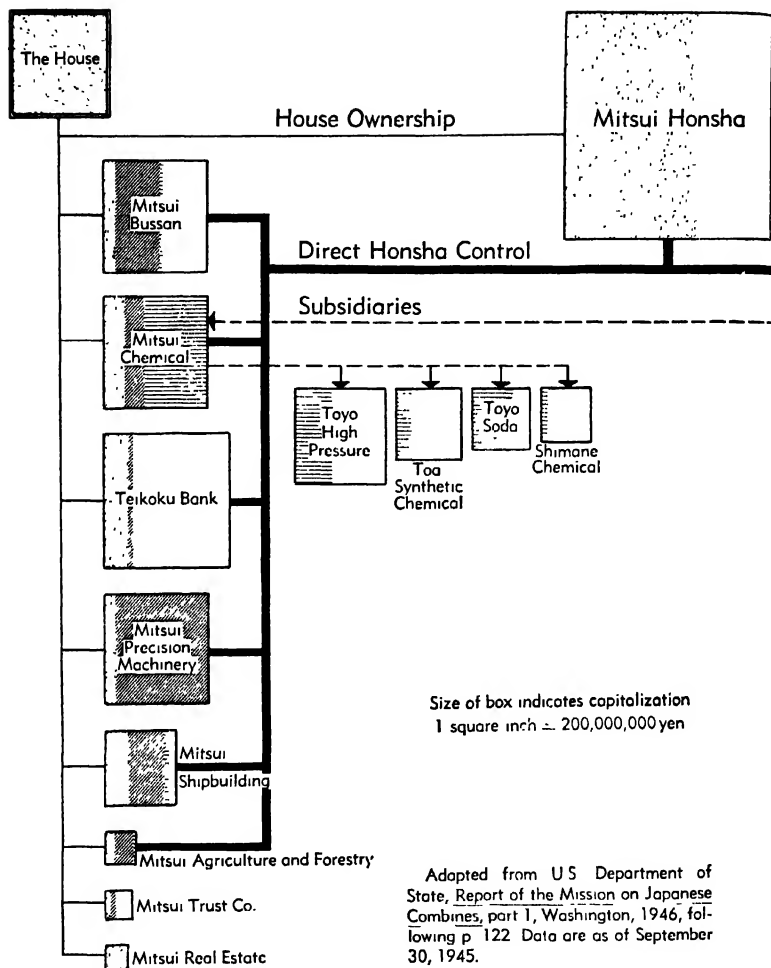 The House
House Ownership
Mitsui Honsha
Mitsui
Bussan
Direct Honsha Control
Subsidiaries
Mitsui
Chemical
Toyo
High
Pressure
Toa
Synthetic
Chemical
Toyo
Soda
Shimane
Chemical
Teikoku Bank
Mitsui
Precision
Machinery
Size of box indicates capitalization
1 square inch = 200,000,000 yen
Mitsui
Shipbuilding
Mitsui Agriculture and Forestry
Mitsui Trust Co.
Mitsui Real Estate
Adapted from U S Department of
State, Report of the Mission on Japanese
Combines, part 1, Washington, 1946, fol-
lowing p 122 Data are as of September
30, 1945.